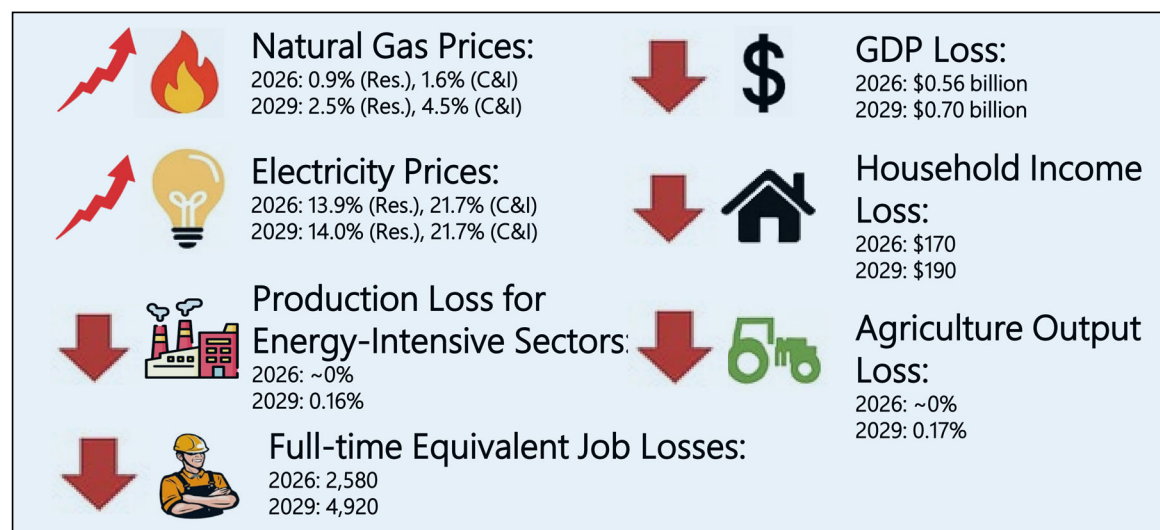 Natural Gas Prices:
2026: 0.9% (Res.), 1.6% (C&I)
2029: 2.5% (Res.), 4.5% (C&I)
Electricity Prices:
2026: 13.9% (Res.), 21.7% (C&I)
2029: 14.0% (Res.), 21.7% (C&I)
Production Loss for
Energy-Intensive Sectors:
2026: ~0%
2029: 0.16%
Full-time Equivalent Job Losses:
2026: 2,580
2029: 4,920
$
GDP Loss:
2026: $0.56 billion
2029: $0.70 billion
Household Income
Loss:
2026: $170
2029: $190
Agriculture Output
Loss:
2026: ~0%
2029: 0.17%